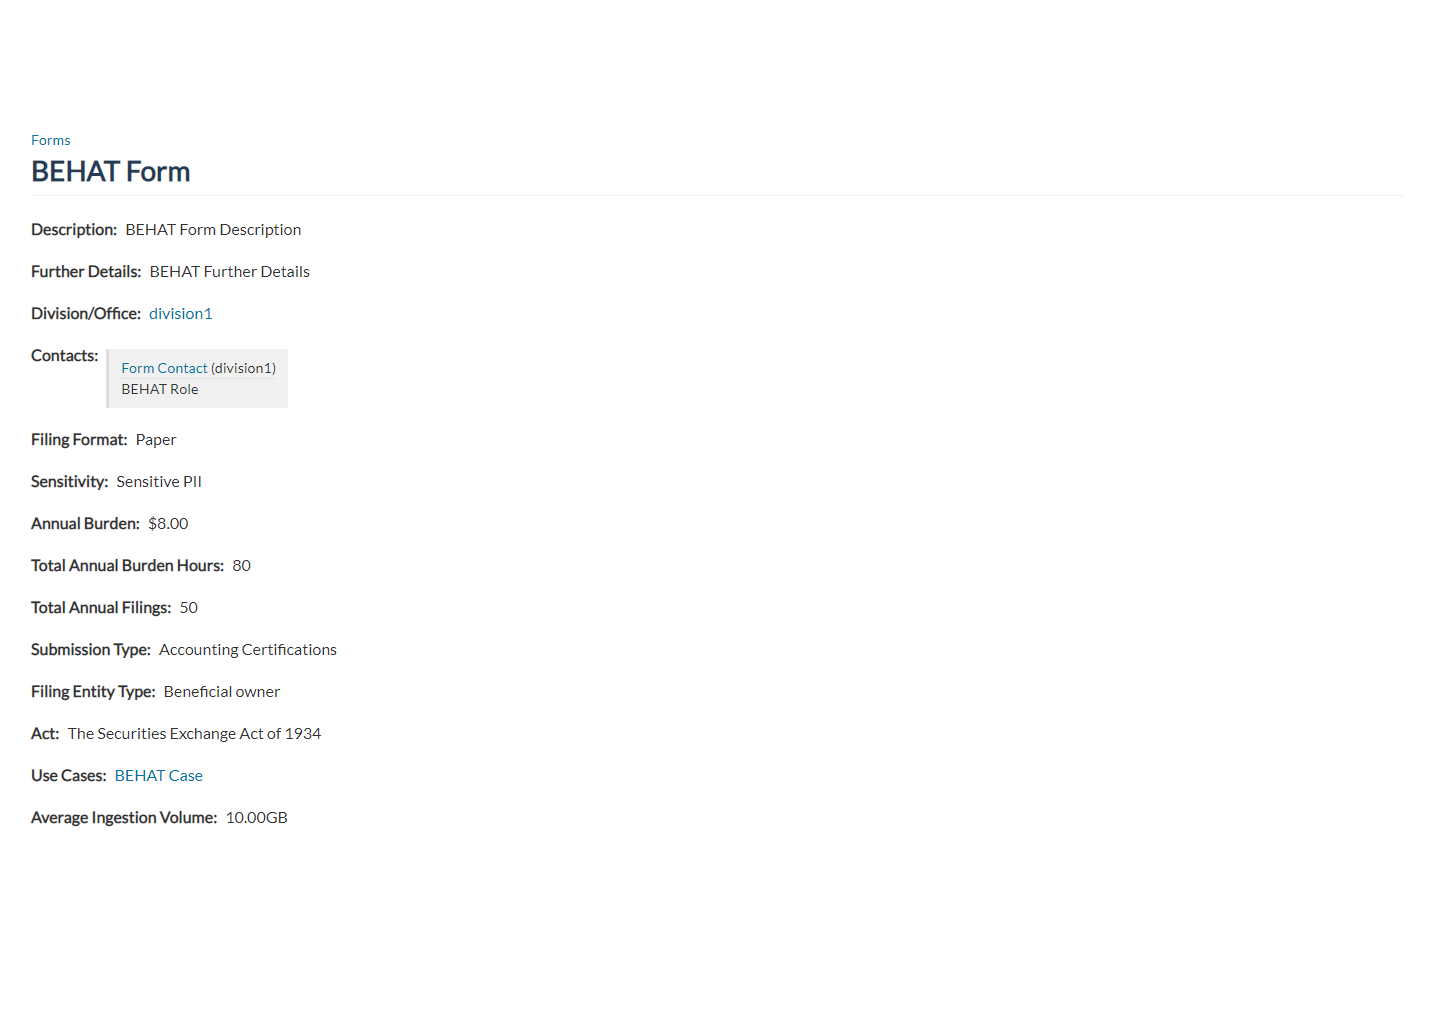 Forms
BEHAT Form
Description: BEHAT Form Description
Further Details: BEHAT Further Details
Division/Office: division1
Contacts:
Form Contact (division1)
BEHAT Role
Filing Format: Paper
Sensitivity: Sensitive PII
Annual Burden: $8.00
Total Annual Burden Hours: 80
Total Annual Filings: 50
Submission Type: Accounting Certifications
Filing Entity Type: Beneficial owner
Act: The Securities Exchange Act of 1934
Use Cases: BEHAT Case
Average Ingestion Volume: 10.00GB